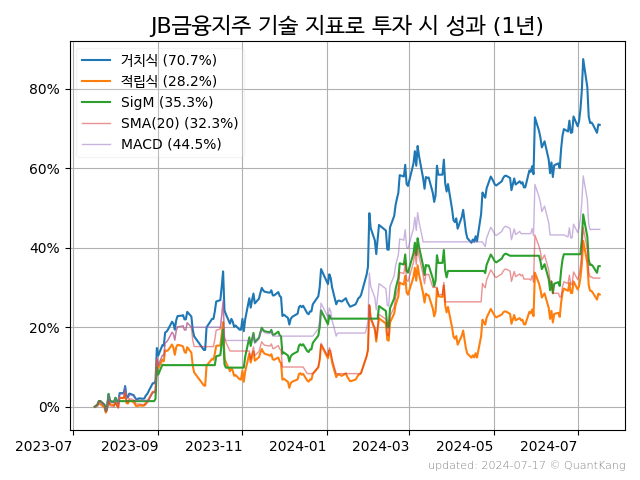 JB금융지주 기술 지표로 투자 시 성과 (1년)
거치식 (70.7%)
적립식 (28.2%)
SigM (35.3%)
SMA(20) (32.3%)
MACD (44.5%)
80%
60%
40%
20%
0%
2023-07 2023-09 2023-11 2024-01 2024-03 2024-05 2024-07
updated: 2024-07-17 © QuantKang